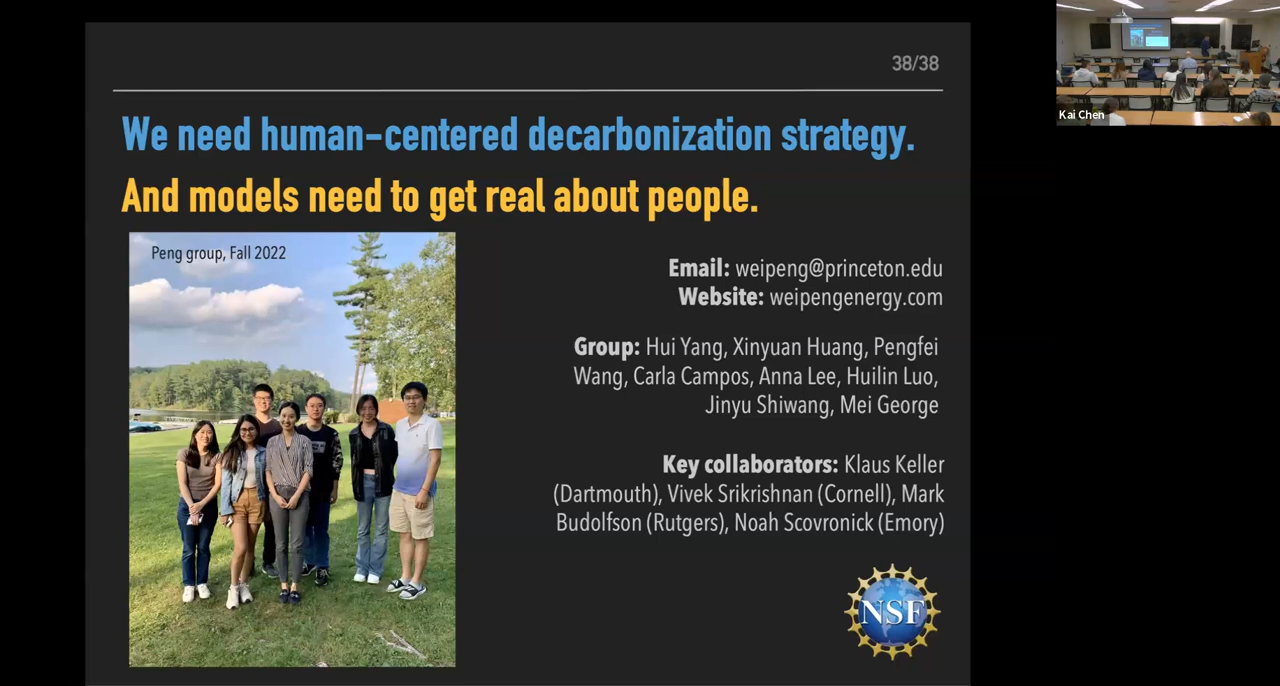 38/38
We need human-centered decarbonization strategy.
And models need to get real about people.
Peng group, Fall 2022
Email: weipeng@princeton.edu
Website: weipengenergy.com
Group: Hui Yang, Xinyuan Huang, Pengfei
Wang, Carla Campos, Anna Lee, Huilin Luo,
Jinyu Shiwang, Mei George
Key collaborators: Klaus Keller
(Dartmouth), Vivek Srikrishnan (Cornell), Mark
Budolfson (Rutgers), Noah Scovronick (Emory)
NSF
Kai Chen